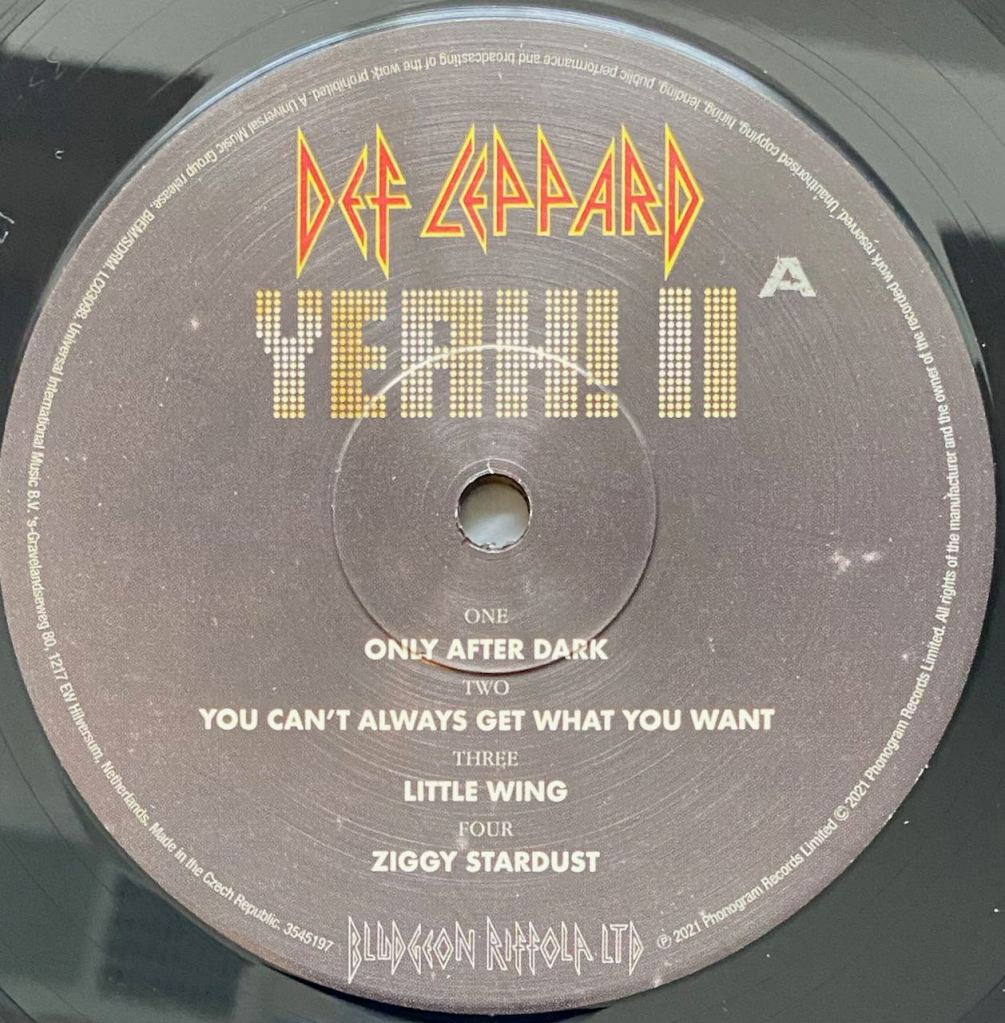 DEF LEPPARD
YEAH! II
A
ONE
ONLY AFTER DARK
TWO
YOU CAN'T ALWAYS GET WHAT YOU WANT
THREE
LITTLE WING
FOUR
ZIGGY STARDUST
BLUDGEON RIFFOLA LTD
℗ 2021 Phonogram Records Limited © 2021 Phonogram Records Limited. All rights of the manufacturer and the owner of the recorded work reserved. Unauthorised copying, hiring, lending, public performance and broadcasting of the work prohibited. A Universal Music Group release. BIEM/SDRM. LC03098. Universal International Music B.V. 's-Gravelandseweg 80, 1217 EW Hilversum, Netherlands. Made in the Czech Republic. 3545197